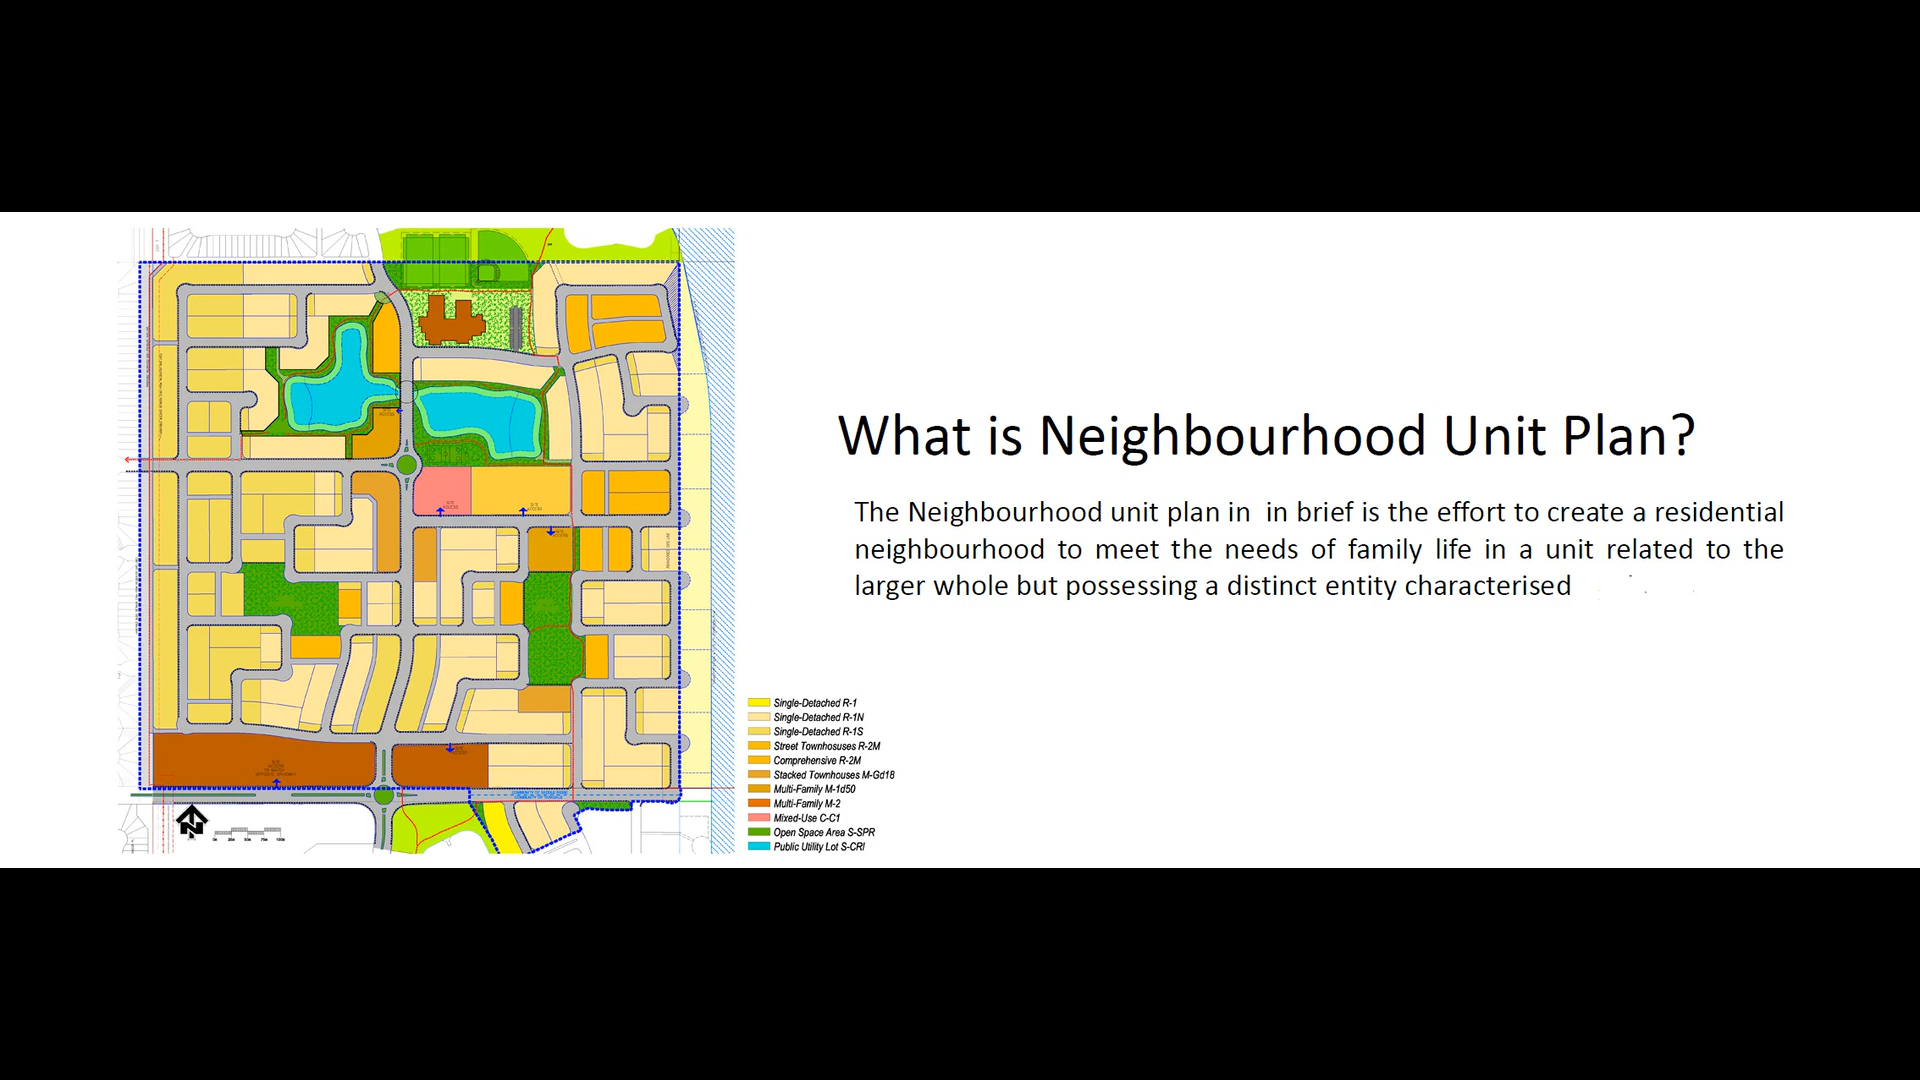 What is Neighbourhood Unit Plan?
The Neighbourhood unit plan in in brief is the effort to create a residential
neighbourhood to meet the needs of family life in a unit related to the
larger whole but possessing a distinct entity characterised
Single-Detached R-1
Single-Detached R-1N
Single-Detached R-1S
Street Townhosuses R-2M
Comprehensive R-2M
Stacked Townhouses M-Gd18
Multi-Family M-1d50
Multi-Family M-2
Mixed-Use C-C1
Open Space Area S-SPR
Public Utility Lot S-CRI